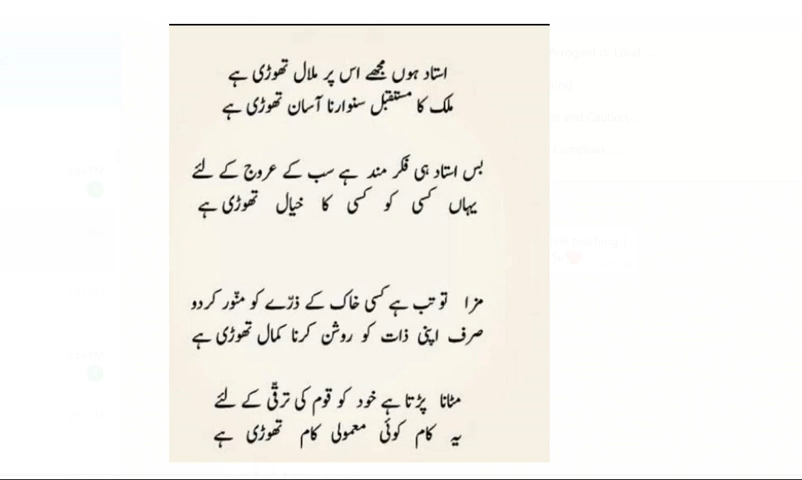 استاد ہوں مجھے اس پر ملال تھوڑی ہے
ملک کا مستقبل سنوارنا آسان تھوڑی ہے
بس استاد ہی فکر مند ہے سب کے عروج کے لئے
یہاں کسی کو کسی کا خیال تھوڑی ہے
مزا تو تب ہے کسی خاک کے ذرّے کو منّور کردو
صرف اپنی ذات کو روشن کرنا کمال تھوڑی ہے
مٹانا پڑتا ہے خود کو قوم کی ترقّی کے لئے
یہ کام کوئی معمولی کام تھوڑی ہے